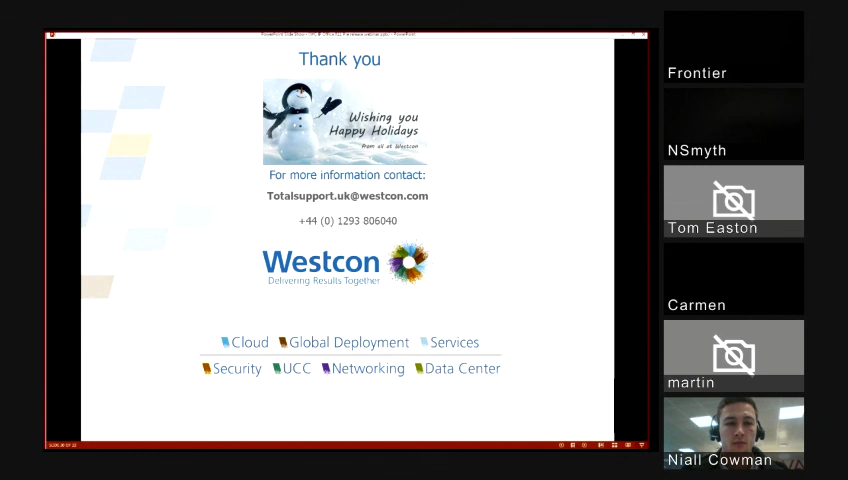 Thank you
Wishing you
Happy Holidays
From all at Westcon
For more information contact:
Totalsupport.uk@westcon.com
+44 (0) 1293 806040
Westcon
Delivering Results Together
Cloud Global Deployment Services
Security UCC Networking Data Center
Frontier
NSmyth
Tom Easton
Carmen
martin
Niall Cowman